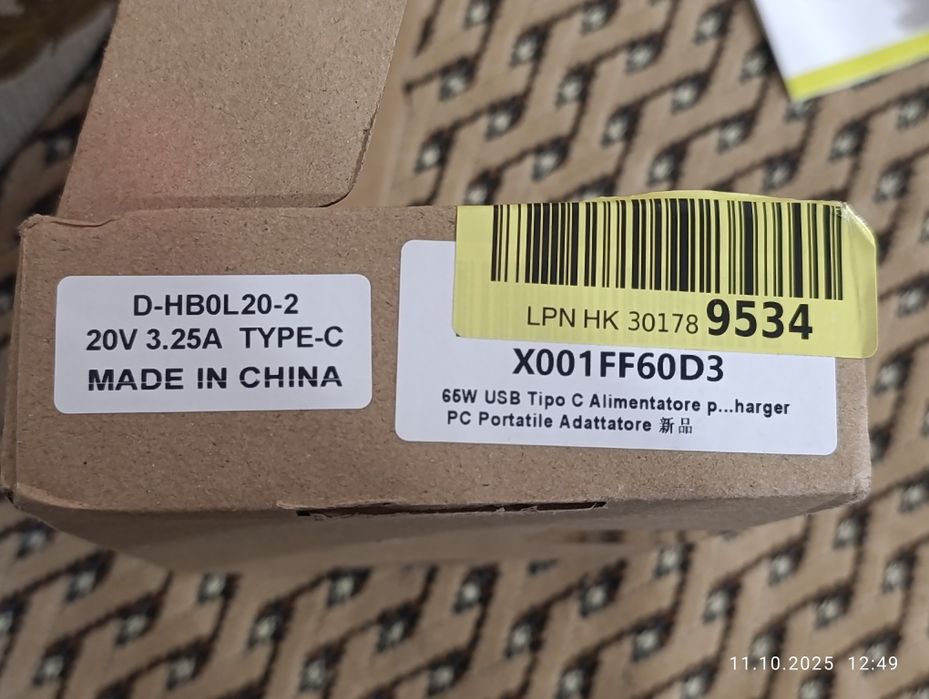 D-HB0L20-2
20V 3.25A TYPE-C
MADE IN CHINA
LPN HK 30178 9534
X001FF60D3
65W USB Tipo C Alimentatore p...harger
PC Portatile Adattatore 新品
11.10.2025 12:49